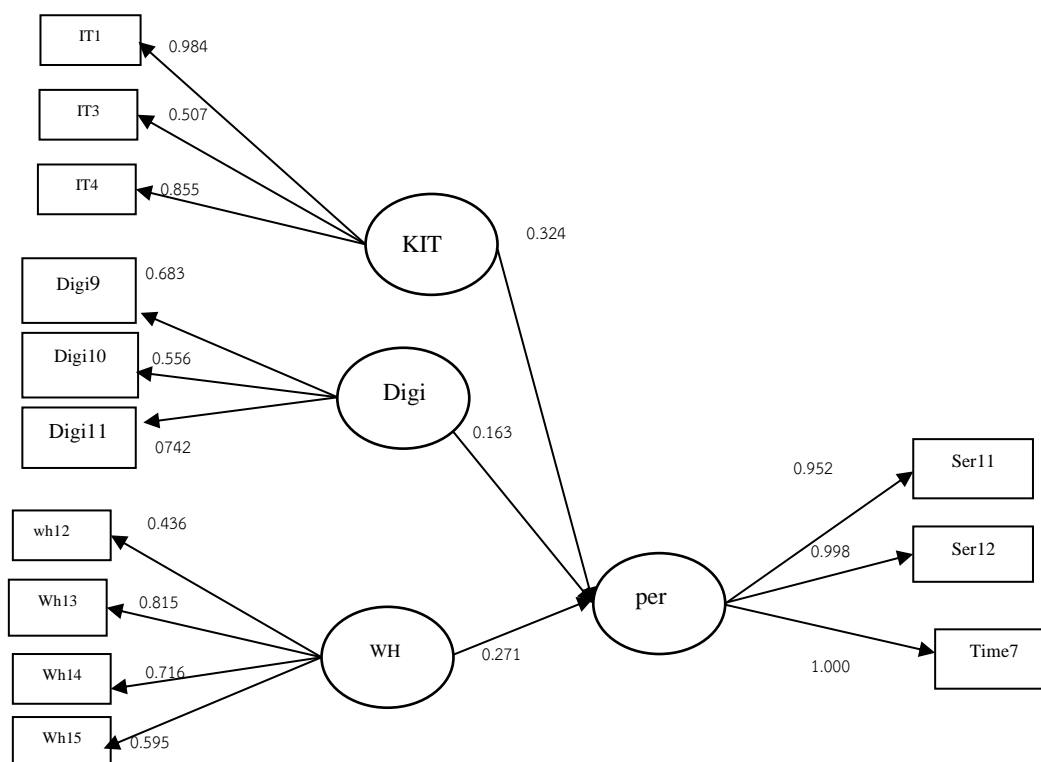 IT1
0.984
IT3
0.507
IT4
0.855
KIT
0.324
Digi9
0.683
Digi10
0.556
Digi11
0742
Digi
0.163
wh12
0.436
Wh13
0.815
Wh14
0.716
Wh15
0.595
WH
0.271
per
0.952
Ser11
0.998
Ser12
1.000
Time7